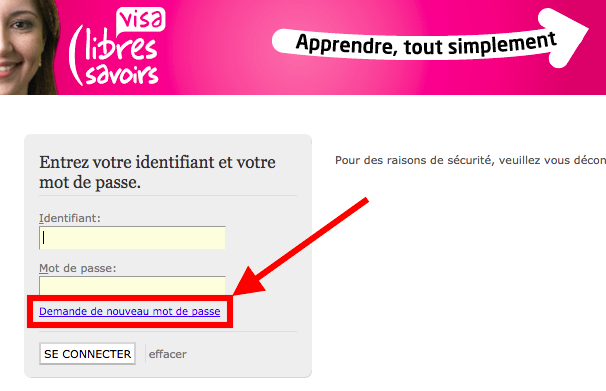 visa
(libres
savoirs
Apprendre, tout simplement
Entrez votre identifiant et votre
mot de passe.
Pour des raisons de sécurité, veuillez vous décon
Identifiant:
Mot de passe:
Demande de nouveau mot de passe
SE CONNECTER
effacer